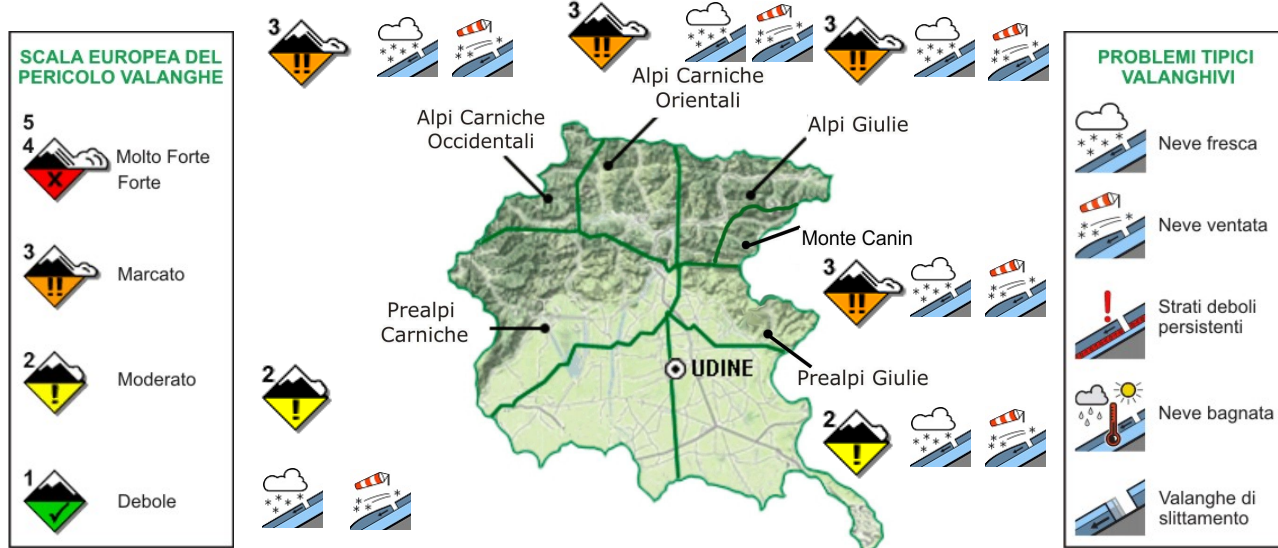 SCALA EUROPEA DEL
PERICOLO VALANGHE
5
4
Molto Forte
Forte
3
Marcato
2
Moderato
1
Debole
3
3
3
Alpi Carniche
Orientali
Alpi Carniche
Occidentali
Alpi Giulie
Monte Canin
3
Prealpi
Carniche
2
UDINE
Prealpi Giulie
2
PROBLEMI TIPICI
VALANGHIVI
Neve fresca
Neve ventata
Strati deboli
persistenti
Neve bagnata
Valanghe di
slittamento